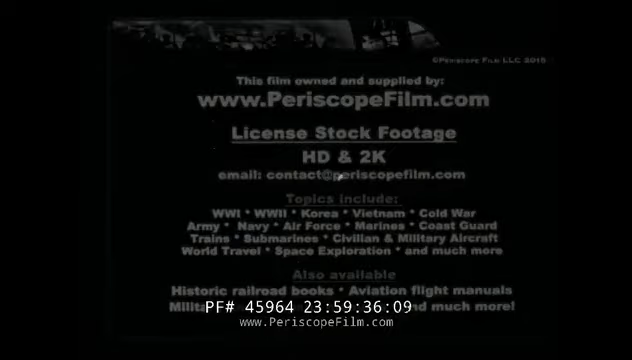 ©Periscope Film LLC 2015
This film owned and supplied by:
www.PeriscopeFilm.com
License Stock Footage
HD & 2K
email: contact@periscopefilm.com
Topics include:
WWI * WWII * Korea * Vietnam * Cold War
Army * Navy * Air Force * Marines * Coast Guard
Trains * Submarines * Civilian & Military Aircraft
World Travel * Space Exploration * and much more
Also available
Historic railroad books * Aviation flight manuals
and much more!
PF# 45964 23:59:36:09
www.PeriscopeFilm.com